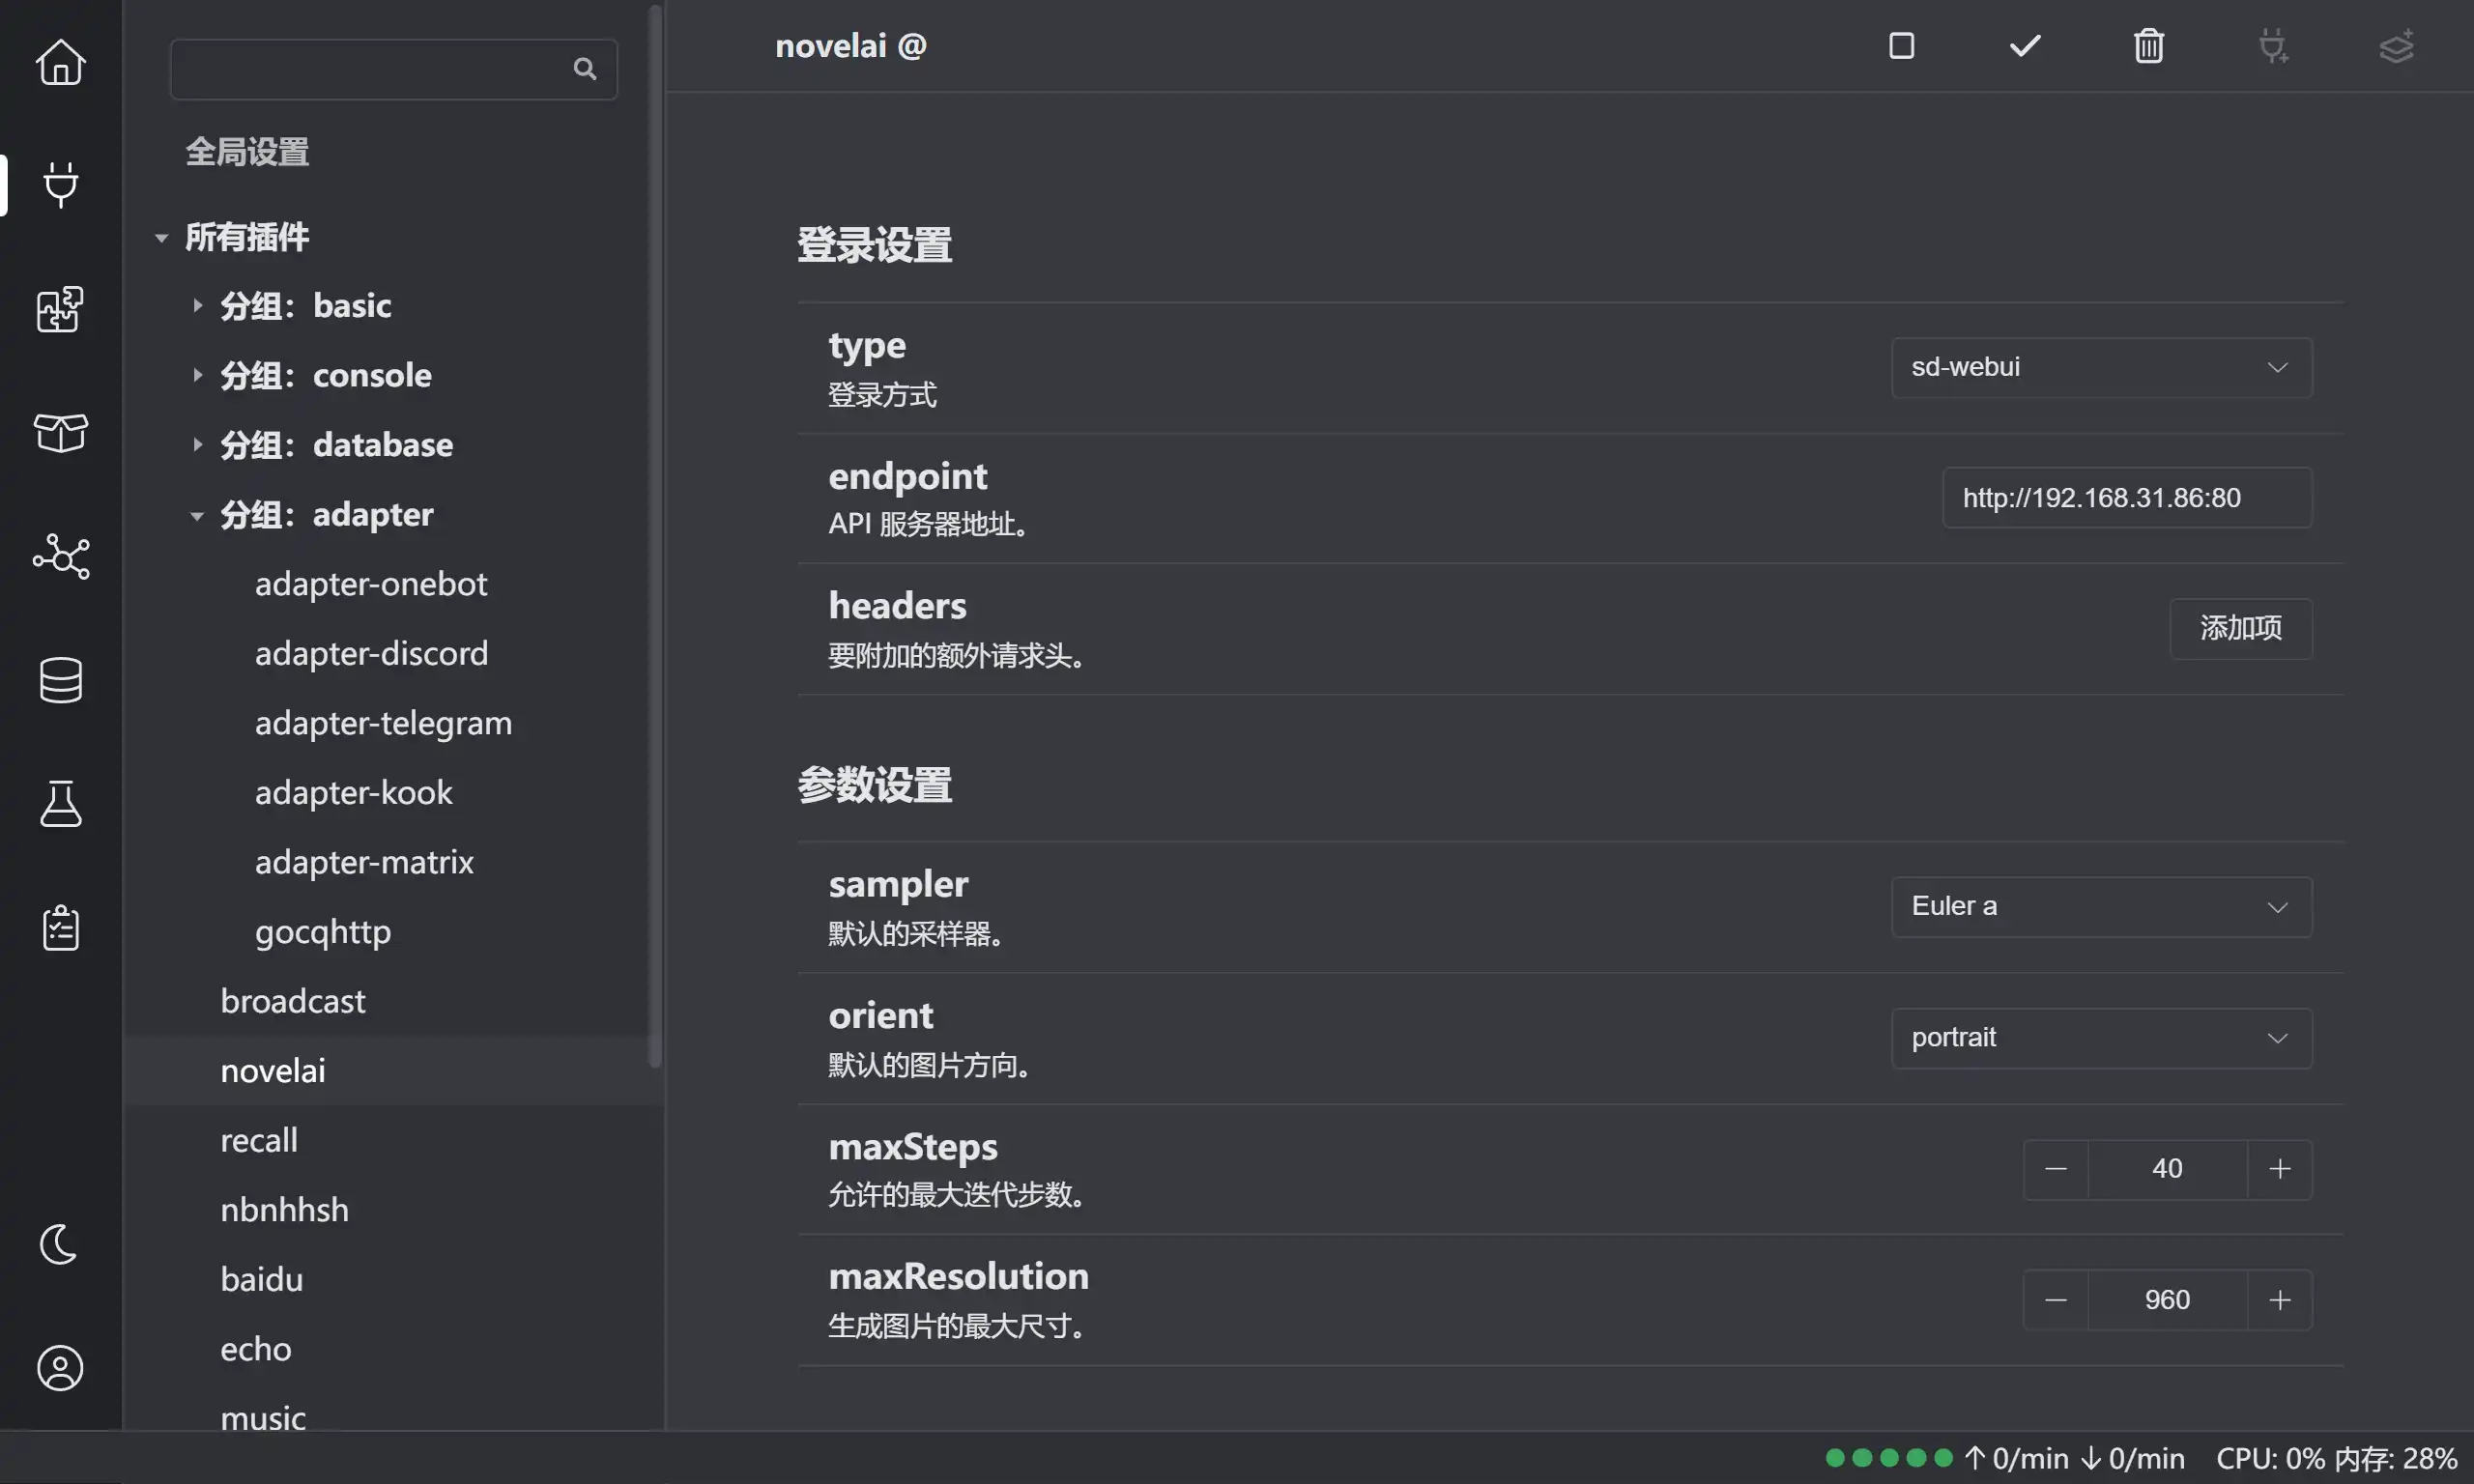 全局设置
所有插件
分组：basic
分组：console
分组：database
分组：adapter
adapter-onebot
adapter-discord
adapter-telegram
adapter-kook
adapter-matrix
gocqhttp
broadcast
novelai
recall
nbnhhsh
baidu
echo
music
novelai @
登录设置
type
登录方式
sd-webui
endpoint
API 服务器地址。
http://192.168.31.86:80
headers
要附加的额外请求头。
添加项
参数设置
sampler
默认的采样器。
Euler a
orient
默认的图片方向。
portrait
maxSteps
允许的最大迭代步数。
40
maxResolution
生成图片的最大尺寸。
960
↑ 0/min ↓ 0/min CPU: 0% 内存: 28%